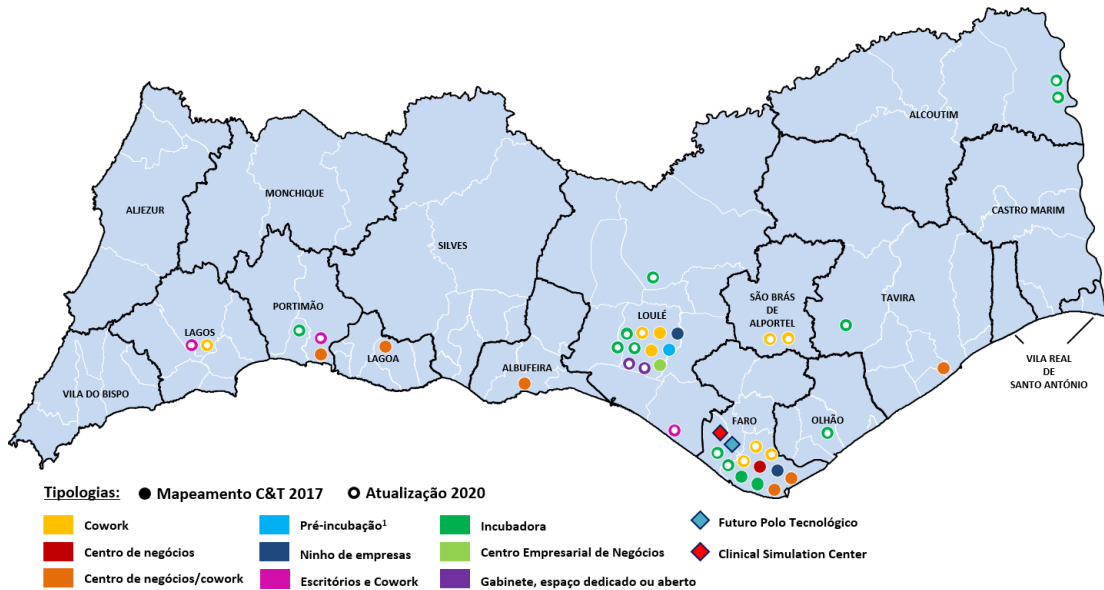 ALCOUTIM
MONCHIQUE
ALJEZUR
CASTRO MARIM
SILVES
PORTIMÃO
LOULÉ
SÃO BRÁS
DE
ALPORTEL
TAVIRA
LAGOS
LAGOA
ALBUFEIRA
VILA DO BISPO
FARO
OLHÃO
VILA REAL
DE
SANTO ANTÓNIO
Tipologias: Mapeamento C&T 2017 Atualização 2020
Cowork Pré-incubação¹ Incubadora Futuro Polo Tecnológico
Centro de negócios Ninho de empresas Centro Empresarial de Negócios Clinical Simulation Center
Centro de negócios/cowork Escritórios e Cowork Gabinete, espaço dedicado ou aberto